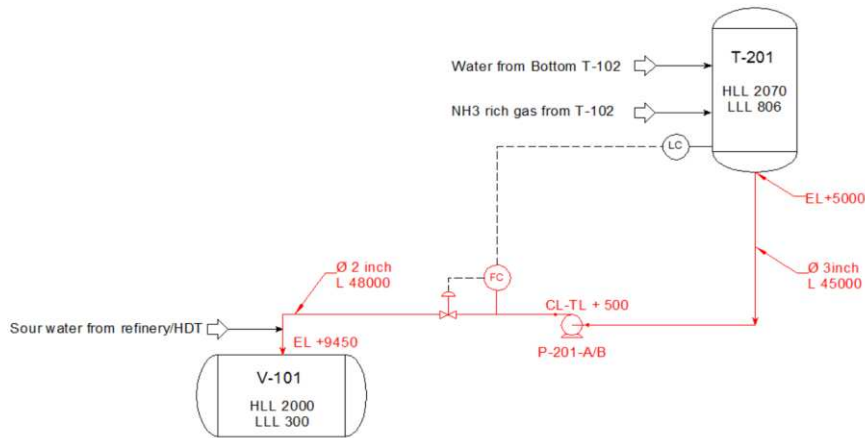 Water from Bottom T-102
T-201
HLL 2070
LLL 806
NH3 rich gas from T-102
LC
EL+5000
Ø 2 inch
L 48000
FC
Ø 3inch
L 45000
CL-TL + 500
Sour water from refinery/HDT
EL +9450
P-201-A/B
V-101
HLL 2000
LLL 300